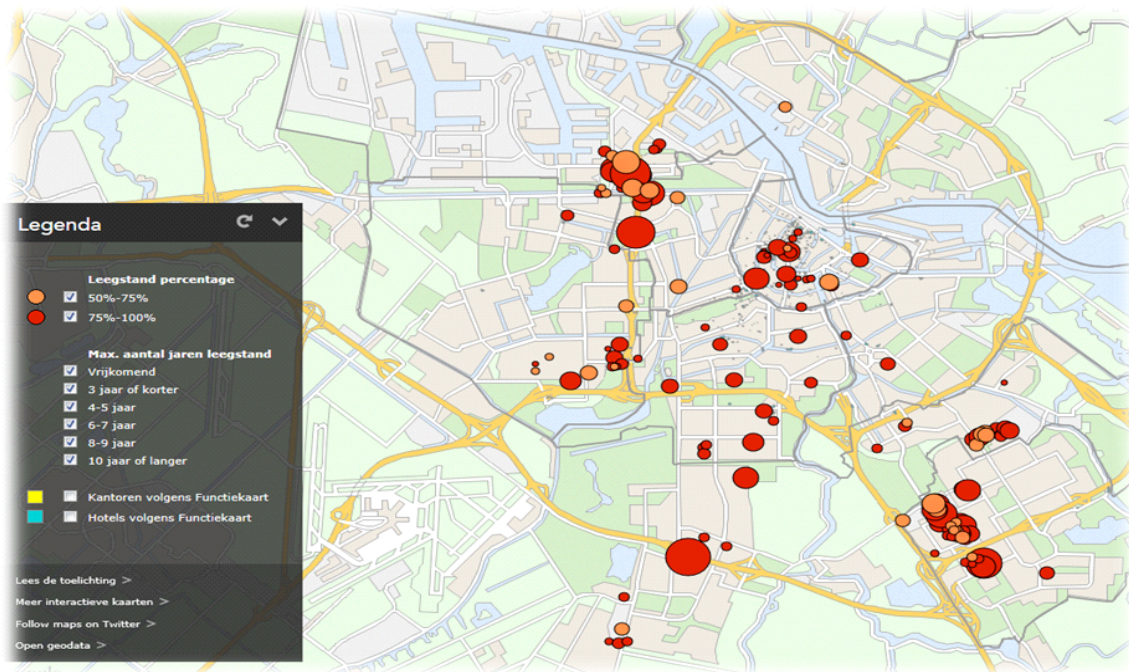 Legenda
Leegstand percentage
50%-75%
75%-100%
Max. aantal jaren leegstand
Vrijkomend
3 jaar of korter
4-5 jaar
6-7 jaar
8-9 jaar
10 jaar of langer
Kantoren volgens Functiekaart
Hotels volgens Functiekaart
Lees de toelichting >
Meer interactieve kaarten >
Follow maps on Twitter >
Open geodata >